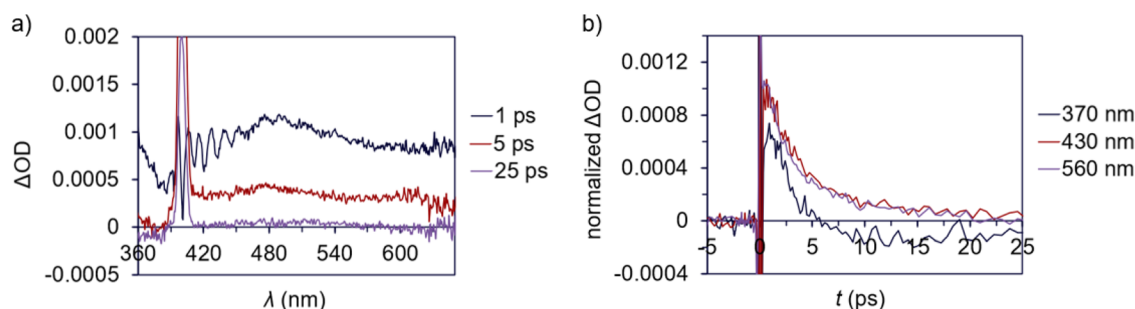 a)
0.002
0.0015
0.001
0.0005
0
-0.0005
360 420 480 540 600
ΔOD
λ (nm)
1 ps
5 ps
25 ps
b)
0.0012
0.0008
0.0004
0
-0.0004
-5 0 5 10 15 20 25
normalized ΔOD
t (ps)
370 nm
430 nm
560 nm